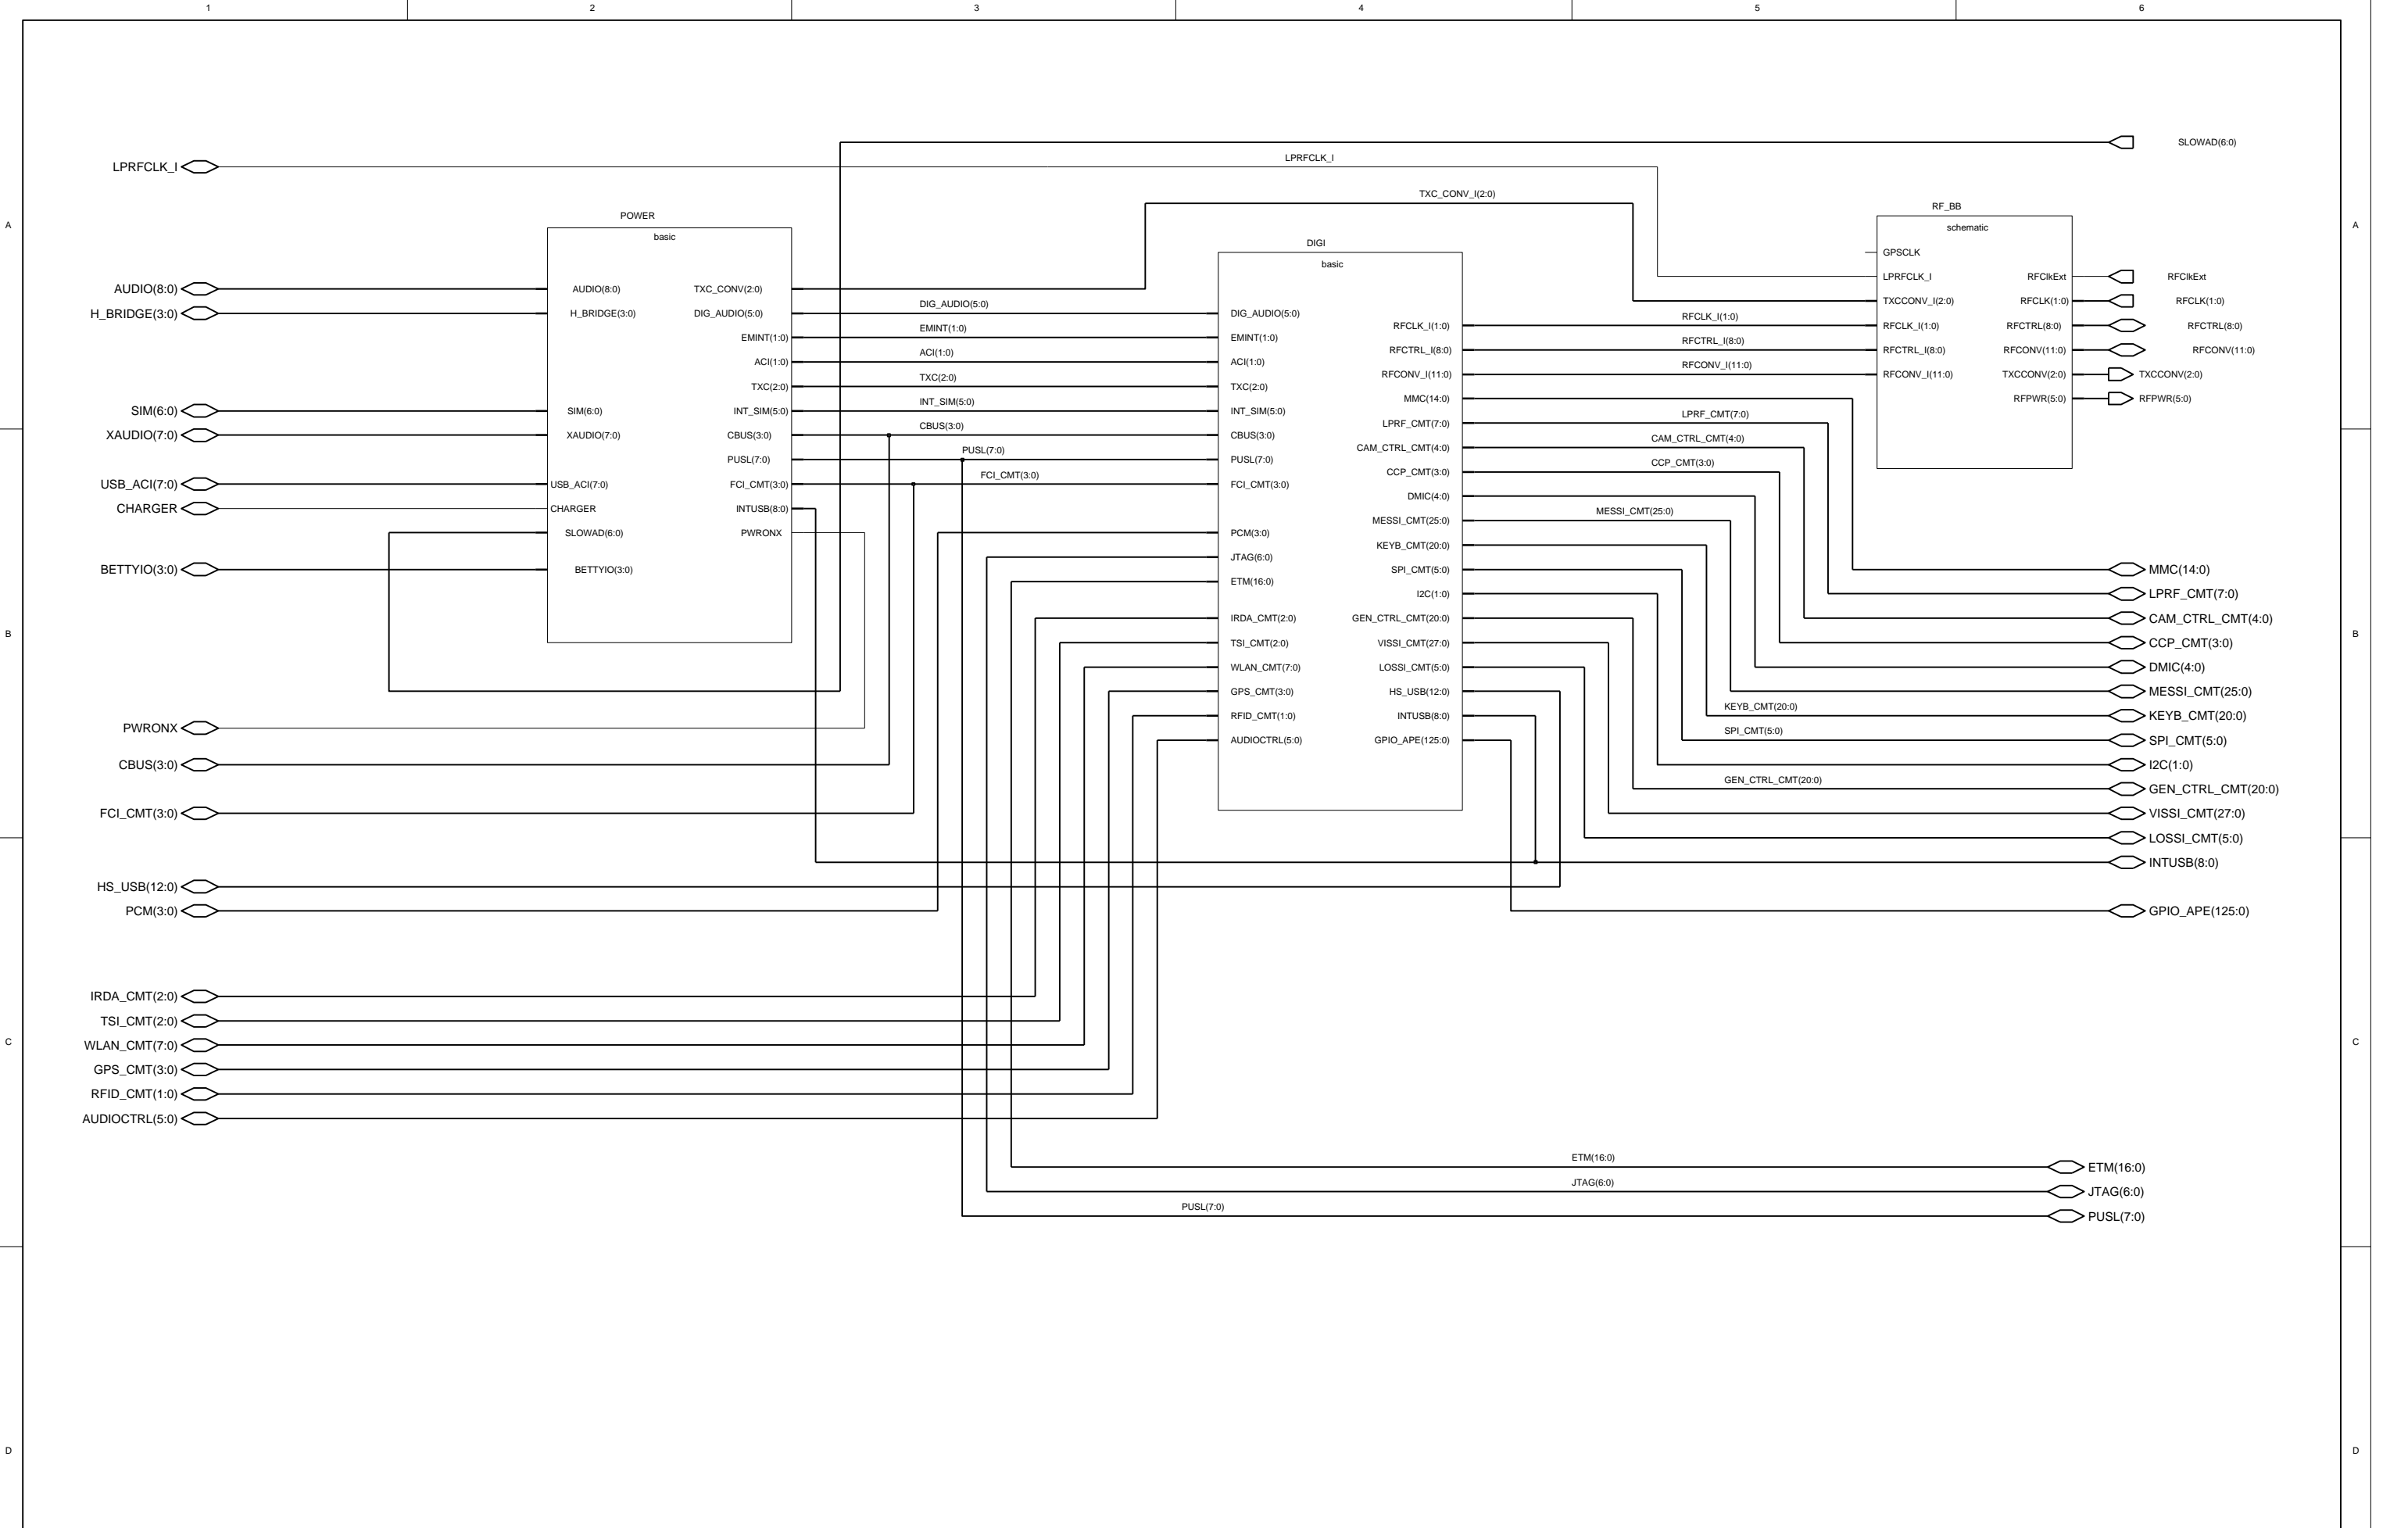 1 2 3 4 5 6
SLOWAD(6:0)
LPRFCLK_I
LPRFCLK_I
TXC_CONV_I(2:0)
A
A
POWER
basic
AUDIO(8:0)
H_BRIDGE(3:0)
SIM(6:0)
XAUDIO(7:0)
USB_ACI(7:0)
CHARGER
BETTYIO(3:0)
AUDIO(8:0)
H_BRIDGE(3:0)
SIM(6:0)
XAUDIO(7:0)
USB_ACI(7:0)
CHARGER
SLOWAD(6:0)
BETTYIO(3:0)
TXC_CONV(2:0)
DIG_AUDIO(5:0)
EMINT(1:0)
ACI(1:0)
TXC(2:0)
INT_SIM(5:0)
CBUS(3:0)
PUSL(7:0)
FCI_CMT(3:0)
INTUSB(8:0)
PWRONX
DIG_AUDIO(5:0)
EMINT(1:0)
ACI(1:0)
TXC(2:0)
INT_SIM(5:0)
CBUS(3:0)
PUSL(7:0)
FCI_CMT(3:0)
DIGI
basic
DIG_AUDIO(5:0)
EMINT(1:0)
ACI(1:0)
TXC(2:0)
INT_SIM(5:0)
CBUS(3:0)
PUSL(7:0)
FCI_CMT(3:0)
PCM(3:0)
JTAG(6:0)
ETM(16:0)
IRDA_CMT(2:0)
TSI_CMT(2:0)
WLAN_CMT(7:0)
GPS_CMT(3:0)
RFID_CMT(1:0)
AUDIOCTRL(5:0)
RFCLK_I(1:0)
RFCTRL_I(8:0)
RFCONV_I(11:0)
MMC(14:0)
LPRF_CMT(7:0)
CAM_CTRL_CMT(4:0)
CCP_CMT(3:0)
DMIC(4:0)
MESSI_CMT(25:0)
KEYB_CMT(20:0)
SPI_CMT(5:0)
I2C(1:0)
GEN_CTRL_CMT(20:0)
VISSI_CMT(27:0)
LOSSI_CMT(5:0)
HS_USB(12:0)
INTUSB(8:0)
GPIO_APE(125:0)
RFCLK_I(1:0)
RFCTRL_I(8:0)
RFCONV_I(11:0)
LPRF_CMT(7:0)
CAM_CTRL_CMT(4:0)
CCP_CMT(3:0)
MESSI_CMT(25:0)
KEYB_CMT(20:0)
SPI_CMT(5:0)
GEN_CTRL_CMT(20:0)
RF_BB
schematic
GPSCLK
LPRFCLK_I
TXCCONV_I(2:0)
RFCLK_I(1:0)
RFCTRL_I(8:0)
RFCONV_I(11:0)
RFClkExt
RFCLK(1:0)
RFCTRL(8:0)
RFCONV(11:0)
TXCCONV(2:0)
RFPWR(5:0)
RFClkExt
RFCLK(1:0)
RFCTRL(8:0)
RFCONV(11:0)
TXCCONV(2:0)
RFPWR(5:0)
B
B
MMC(14:0)
LPRF_CMT(7:0)
CAM_CTRL_CMT(4:0)
CCP_CMT(3:0)
DMIC(4:0)
MESSI_CMT(25:0)
KEYB_CMT(20:0)
SPI_CMT(5:0)
I2C(1:0)
GEN_CTRL_CMT(20:0)
VISSI_CMT(27:0)
LOSSI_CMT(5:0)
INTUSB(8:0)
GPIO_APE(125:0)
PWRONX
CBUS(3:0)
FCI_CMT(3:0)
HS_USB(12:0)
PCM(3:0)
IRDA_CMT(2:0)
TSI_CMT(2:0)
WLAN_CMT(7:0)
GPS_CMT(3:0)
RFID_CMT(1:0)
AUDIOCTRL(5:0)
C
C
ETM(16:0)
JTAG(6:0)
PUSL(7:0)
ETM(16:0)
JTAG(6:0)
PUSL(7:0)
D
D